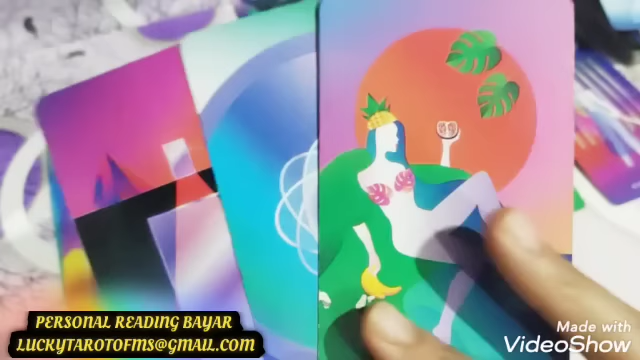 PERSONAL READING BAYAR
LUCKYTAROTOFMS@GMAIL.COM
Made with
VideoShow